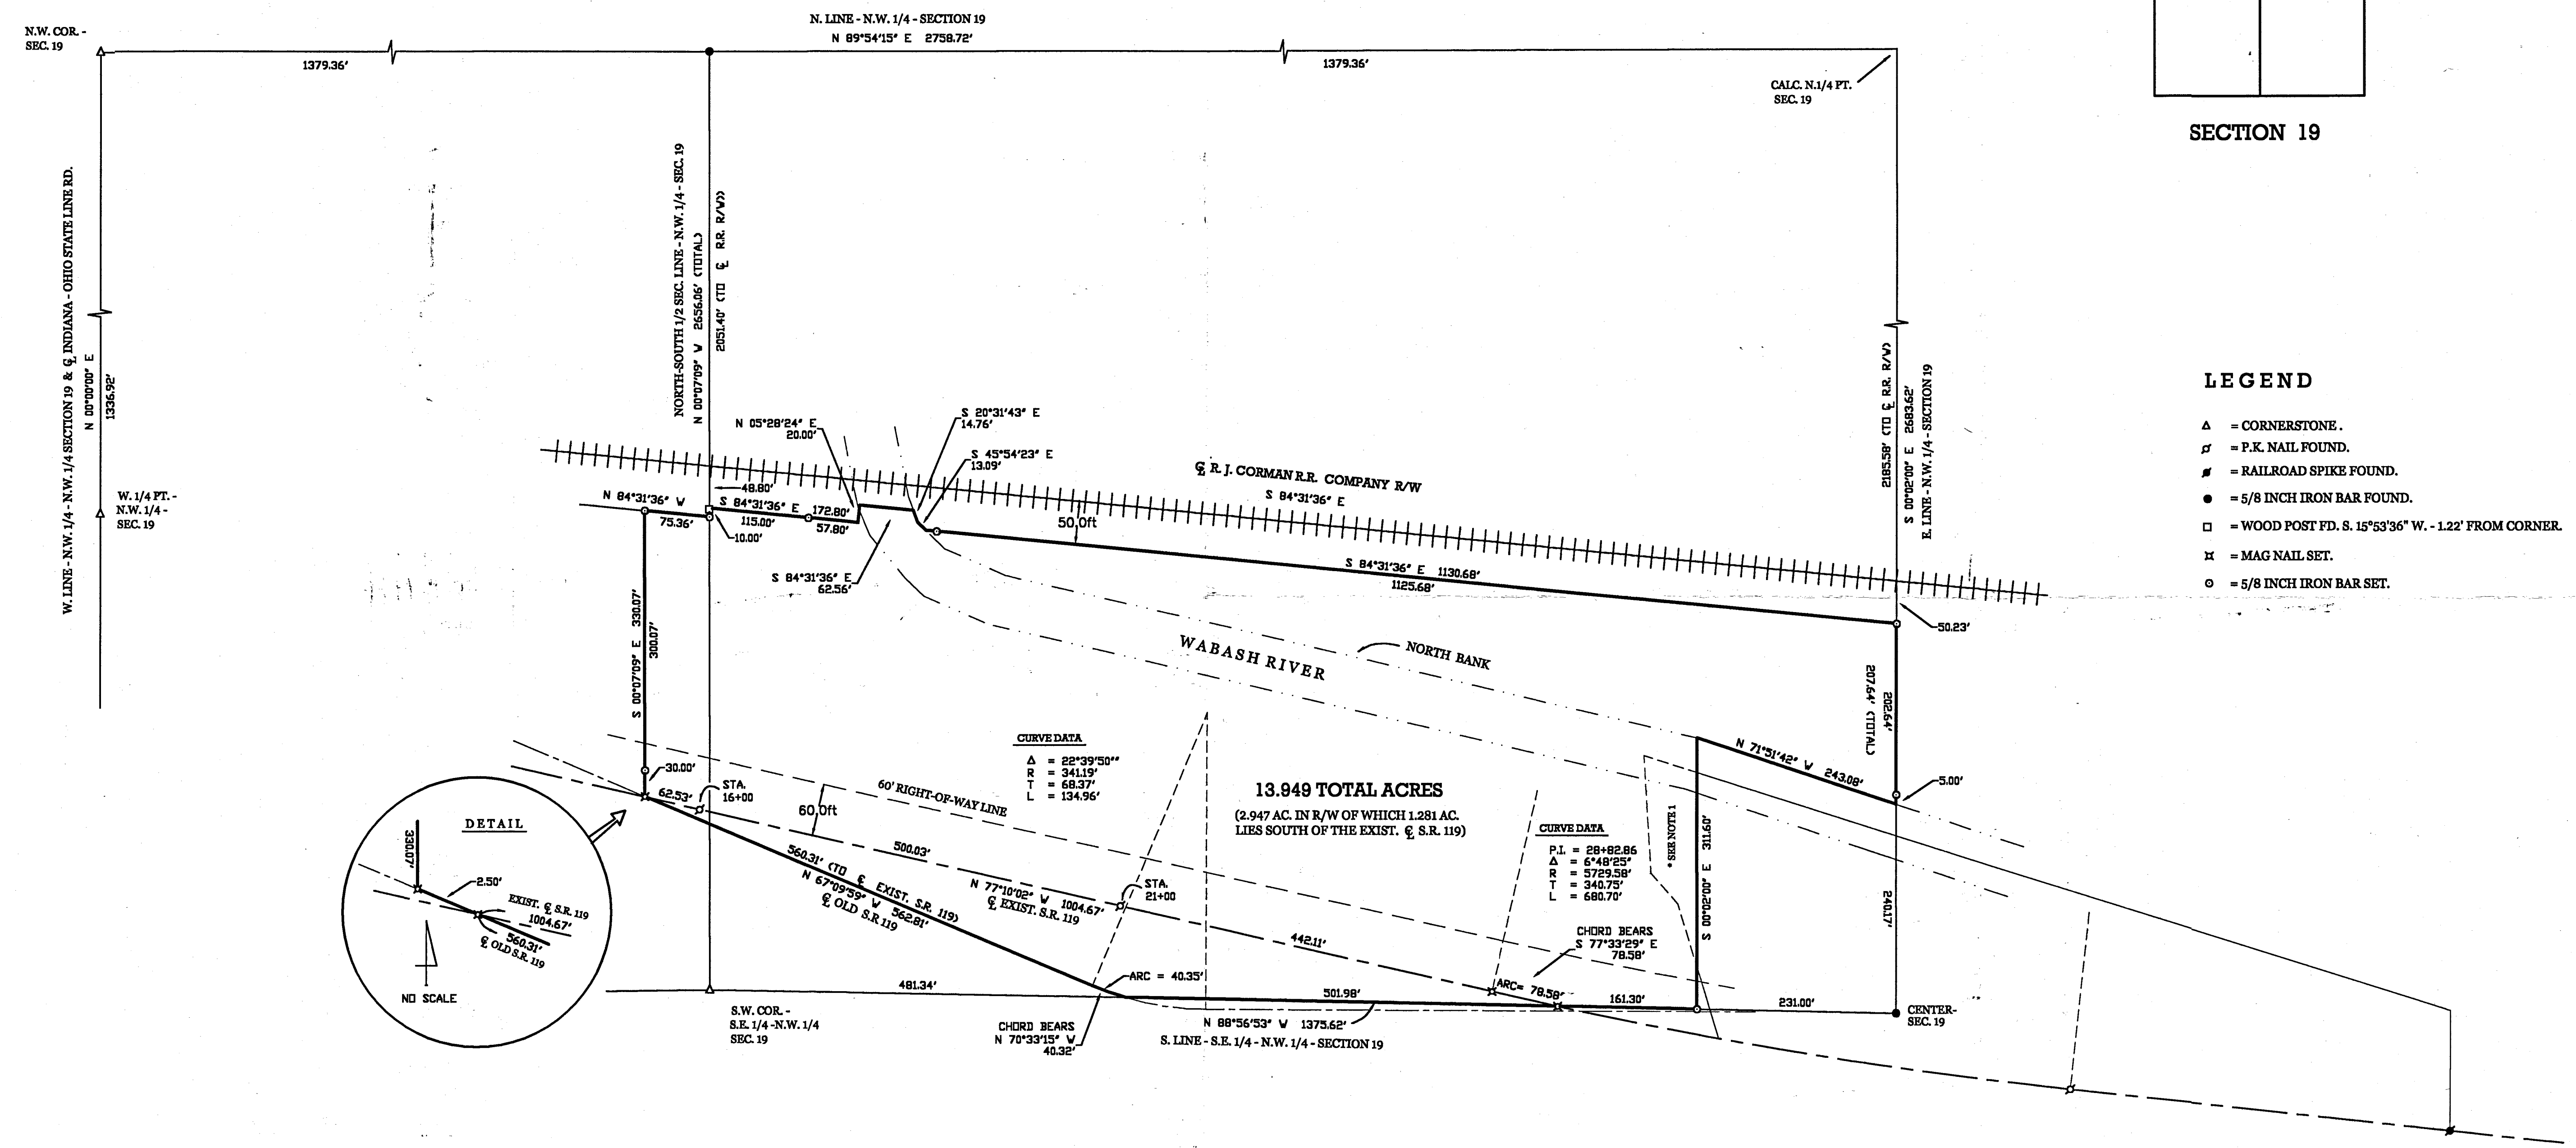 N. LINE - N.W. 1/4 - SECTION 19
N 89°54'15" E 2758.72'
N.W. COR. -
SEC. 19
1379.36'
1379.36'
CALC. N.1/4 PT.
SEC. 19
SECTION 19
W. LINE - N.W. 1/4 - N.W. 1/4 SECTION 19 & ℄ INDIANA - OHIO STATE LINE RD.
N 00°00'00" E
1336.92'
W. 1/4 PT. -
N.W. 1/4 -
SEC. 19
NORTH-SOUTH 1/2 SEC. LINE - N.W. 1/4 - SEC. 19
N 00°07'09" W 2656.06' (TOTAL)
2051.40' (TO ℄ R.R. R/W)
2185.58' (TO ℄ R.R. R/W)
S 00°02'00" E 2683.62'
E. LINE - N.W. 1/4 - SECTION 19
LEGEND
= CORNERSTONE.
= P.K. NAIL FOUND.
= RAILROAD SPIKE FOUND.
= 5/8 INCH IRON BAR FOUND.
= WOOD POST FD. S. 15°53'36" W. - 1.22' FROM CORNER.
= MAG NAIL SET.
= 5/8 INCH IRON BAR SET.
N 05°28'24" E
20.00'
S 20°31'43" E
14.76'
S 45°54'23" E
13.09'
℄ R. J. CORMAN R.R. COMPANY R/W
S 84°31'36" E
N 84°31'36" W
75.36'
48.80'
S 84°31'36" E 172.80'
115.00'
57.80'
10.00'
50.0ft
S 84°31'36" E
62.56'
S 84°31'36" E 1130.68'
1125.68'
50.23'
S 00°07'09" E 330.07'
300.07'
WABASH RIVER
NORTH BANK
207.64' (TOTAL)
202.64'
N 71°51'42" W 243.08'
5.00'
30.00'
62.53'
STA.
16+00
60.0ft
60' RIGHT-OF-WAY LINE
CURVE DATA
Δ = 22°39'50"
R = 341.19'
T = 68.37'
L = 134.96'
13.949 TOTAL ACRES
(2.947 AC. IN R/W OF WHICH 1.281 AC.
LIES SOUTH OF THE EXIST. ℄ S.R. 119)
CURVE DATA
P.I. = 28+82.86
Δ = 6°48'25"
R = 5729.58'
T = 340.75'
L = 680.70'
* SEE NOTE 1
S 00°02'00" E 311.60'
240.17'
DETAIL
330.07'
2.50'
EXIST. ℄ S.R. 119
1004.67'
560.31'
℄ OLD S.R. 119
NO SCALE
500.03'
560.31' (TO ℄ EXIST. S.R. 119)
N 67°09'59" W 562.81'
℄ OLD S.R 119
N 77°10'02" W 1004.67'
℄ EXIST. S.R. 119
STA.
21+00
442.11'
CHORD BEARS
S 77°33'29" E
78.58'
ARC = 40.35'
ARC= 78.58'
481.34'
501.98'
161.30'
231.00'
S.W. COR. -
S.E. 1/4 -N.W. 1/4
SEC. 19
CHORD BEARS
N 70°33'15" W
40.32'
N 88°56'53" W 1375.62'
S. LINE - S.E. 1/4 - N.W. 1/4 - SECTION 19
CENTER-
SEC. 19